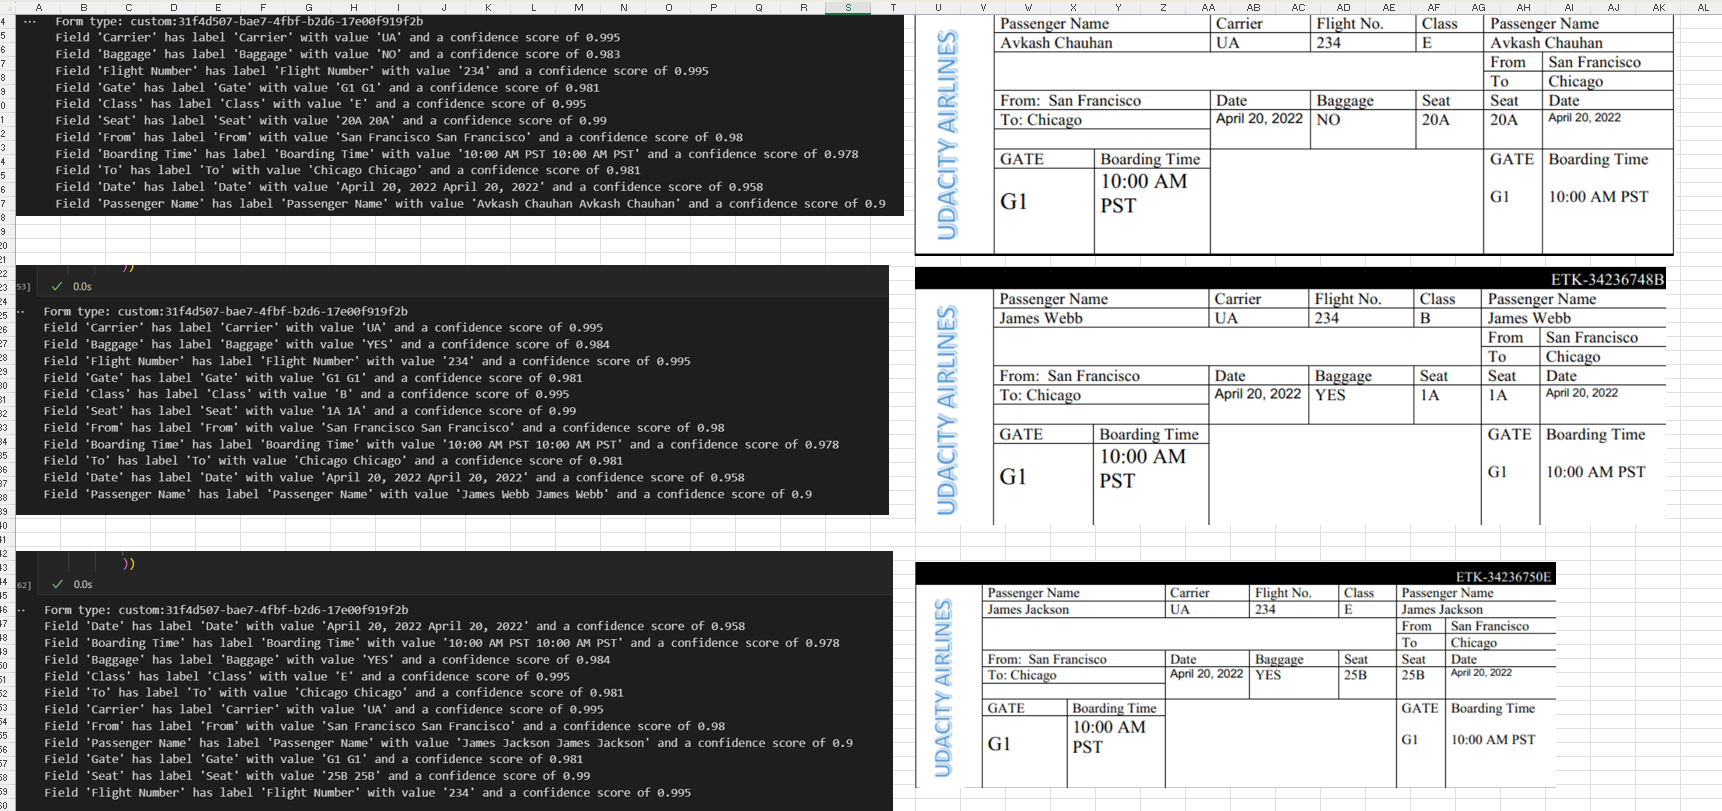 A B C D E F G H I J K L M N O P Q R S T U V W X Y Z AA AB AC AD AE AF AG AH AI AJ AK AL
Form type: custom:31f4d507-bae7-4fbf-b2d6-17e00f919f2b
Field 'Carrier' has label 'Carrier' with value 'UA' and a confidence score of 0.995
Field 'Baggage' has label 'Baggage' with value 'NO' and a confidence score of 0.983
Field 'Flight Number' has label 'Flight Number' with value '234' and a confidence score of 0.995
Field 'Gate' has label 'Gate' with value 'G1 G1' and a confidence score of 0.981
Field 'Class' has label 'Class' with value 'E' and a confidence score of 0.995
Field 'Seat' has label 'Seat' with value '20A 20A' and a confidence score of 0.99
Field 'From' has label 'From' with value 'San Francisco San Francisco' and a confidence score of 0.98
Field 'Boarding Time' has label 'Boarding Time' with value '10:00 AM PST 10:00 AM PST' and a confidence score of 0.978
Field 'To' has label 'To' with value 'Chicago Chicago' and a confidence score of 0.981
Field 'Date' has label 'Date' with value 'April 20, 2022 April 20, 2022' and a confidence score of 0.958
Field 'Passenger Name' has label 'Passenger Name' with value 'Avkash Chauhan Avkash Chauhan' and a confidence score of 0.9
UDACITY AIRLINES
Passenger Name Carrier Flight No. Class Passenger Name
Avkash Chauhan UA 234 E Avkash Chauhan
From San Francisco
To Chicago
From: San Francisco Date Baggage Seat Seat Date
To: Chicago April 20, 2022 NO 20A 20A April 20, 2022
GATE Boarding Time GATE Boarding Time
10:00 AM
G1 PST G1 10:00 AM PST
))
53] ✓ 0.0s
Form type: custom:31f4d507-bae7-4fbf-b2d6-17e00f919f2b
Field 'Carrier' has label 'Carrier' with value 'UA' and a confidence score of 0.995
Field 'Baggage' has label 'Baggage' with value 'YES' and a confidence score of 0.984
Field 'Flight Number' has label 'Flight Number' with value '234' and a confidence score of 0.995
Field 'Gate' has label 'Gate' with value 'G1 G1' and a confidence score of 0.981
Field 'Class' has label 'Class' with value 'B' and a confidence score of 0.995
Field 'Seat' has label 'Seat' with value '1A 1A' and a confidence score of 0.99
Field 'From' has label 'From' with value 'San Francisco San Francisco' and a confidence score of 0.98
Field 'Boarding Time' has label 'Boarding Time' with value '10:00 AM PST 10:00 AM PST' and a confidence score of 0.978
Field 'To' has label 'To' with value 'Chicago Chicago' and a confidence score of 0.981
Field 'Date' has label 'Date' with value 'April 20, 2022 April 20, 2022' and a confidence score of 0.958
Field 'Passenger Name' has label 'Passenger Name' with value 'James Webb James Webb' and a confidence score of 0.9
ETK-34236748B
UDACITY AIRLINES
Passenger Name Carrier Flight No. Class Passenger Name
James Webb UA 234 B James Webb
From San Francisco
To Chicago
From: San Francisco Date Baggage Seat Seat Date
To: Chicago April 20, 2022 YES 1A 1A April 20, 2022
GATE Boarding Time GATE Boarding Time
10:00 AM
G1 PST G1 10:00 AM PST
))
62] ✓ 0.0s
Form type: custom:31f4d507-bae7-4fbf-b2d6-17e00f919f2b
Field 'Date' has label 'Date' with value 'April 20, 2022 April 20, 2022' and a confidence score of 0.958
Field 'Boarding Time' has label 'Boarding Time' with value '10:00 AM PST 10:00 AM PST' and a confidence score of 0.978
Field 'Baggage' has label 'Baggage' with value 'YES' and a confidence score of 0.984
Field 'Class' has label 'Class' with value 'E' and a confidence score of 0.995
Field 'To' has label 'To' with value 'Chicago Chicago' and a confidence score of 0.981
Field 'Carrier' has label 'Carrier' with value 'UA' and a confidence score of 0.995
Field 'From' has label 'From' with value 'San Francisco San Francisco' and a confidence score of 0.98
Field 'Passenger Name' has label 'Passenger Name' with value 'James Jackson James Jackson' and a confidence score of 0.9
Field 'Gate' has label 'Gate' with value 'G1 G1' and a confidence score of 0.981
Field 'Seat' has label 'Seat' with value '25B 25B' and a confidence score of 0.99
Field 'Flight Number' has label 'Flight Number' with value '234' and a confidence score of 0.995
ETK-34236750E
UDACITY AIRLINES
Passenger Name Carrier Flight No. Class Passenger Name
James Jackson UA 234 E James Jackson
From San Francisco
To Chicago
From: San Francisco Date Baggage Seat Seat Date
To: Chicago April 20, 2022 YES 25B 25B April 20, 2022
GATE Boarding Time GATE Boarding Time
10:00 AM
G1 PST G1 10:00 AM PST